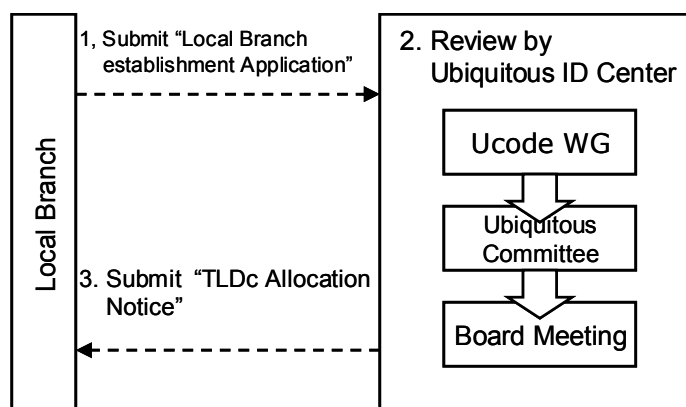 1, Submit “Local Branch
establishment Application”
2. Review by
Ubiquitous ID Center
Ucode WG
Ubiquitous
Committee
Board Meeting
Local Branch
3. Submit “TLDc Allocation
Notice”